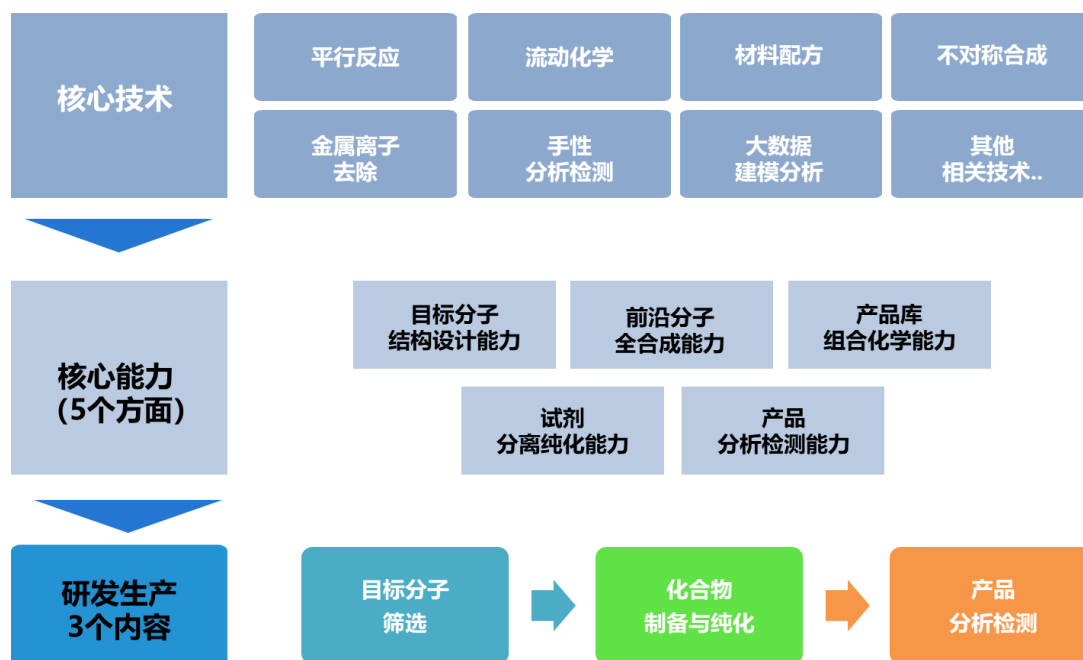 核心技术
平行反应
流动化学
材料配方
不对称合成
金属离子
去除
手性
分析检测
大数据
建模分析
其他
相关技术..
核心能力
（5个方面）
目标分子
结构设计能力
前沿分子
全合成能力
产品库
组合化学能力
试剂
分离纯化能力
产品
分析检测能力
研发生产
3个内容
目标分子
筛选
化合物
制备与纯化
产品
分析检测